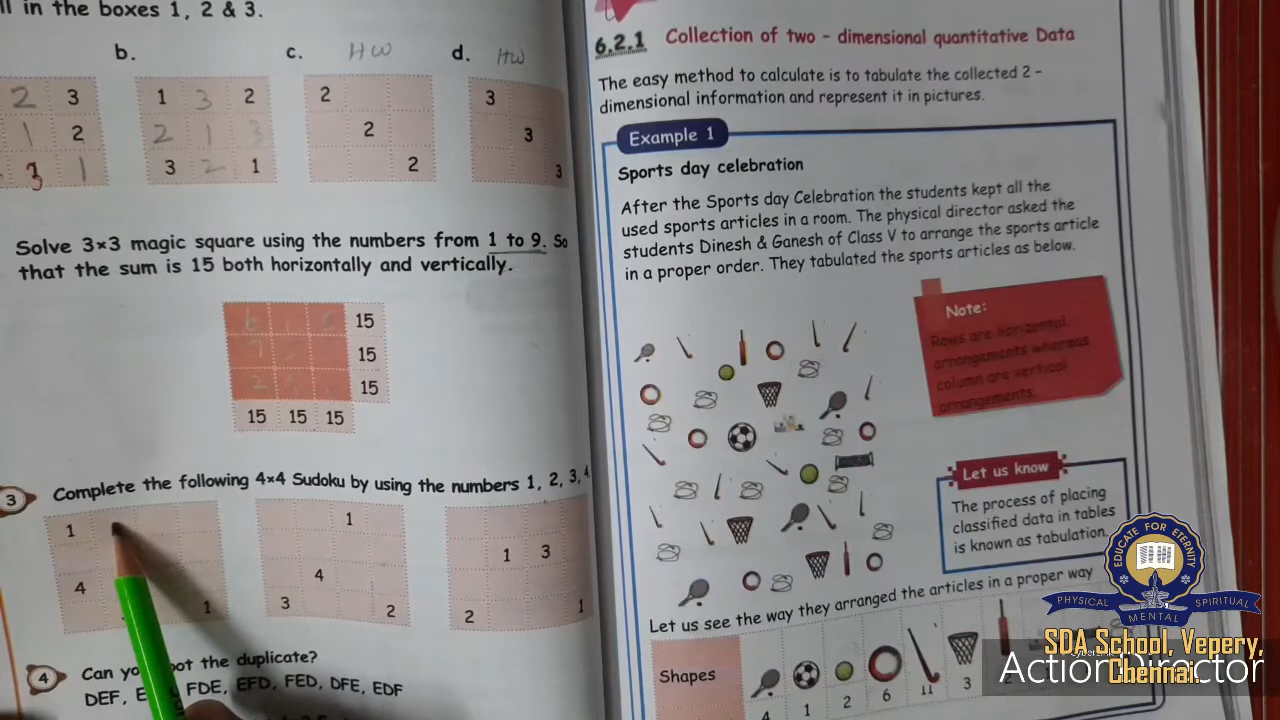 ll in the boxes 1, 2 & 3.
b.
c. HW
d. HW
2 3
1 2
3 1
1 3 2
2 1 3
3 2 1
2
2
2
3
3
3
Solve 3×3 magic square using the numbers from 1 to 9. So
that the sum is 15 both horizontally and vertically.
15
15
15
15 15 15
3 Complete the following 4×4 Sudoku by using the numbers 1, 2, 3, 4
1
4
1
1
4
3 2
1 3
2 1
4 Can you the duplicate?
DEF, FDE, EFD, FED, DFE, EDF
6.2.1 Collection of two - dimensional quantitative Data
The easy method to calculate is to tabulate the collected 2 -
dimensional information and represent it in pictures.
Example 1
Sports day celebration
After the Sports day Celebration the students kept all the
used sports articles in a room. The physical director asked the
students Dinesh & Ganesh of Class V to arrange the sports article
in a proper order. They tabulated the sports articles as below.
Note:
Rows are horizontal
arrangements whereas
column are vertical
arrangements.
Let us know
The process of placing
classified data in tables
is known as tabulation.
Let us see the way they arranged the articles in a proper way
Shapes
4 1 2 6 11 3
EDUCATE FOR ETERNITY
PHYSICAL MENTAL SPIRITUAL
SDA School, Vepery,
Chennai.
ActionDirector